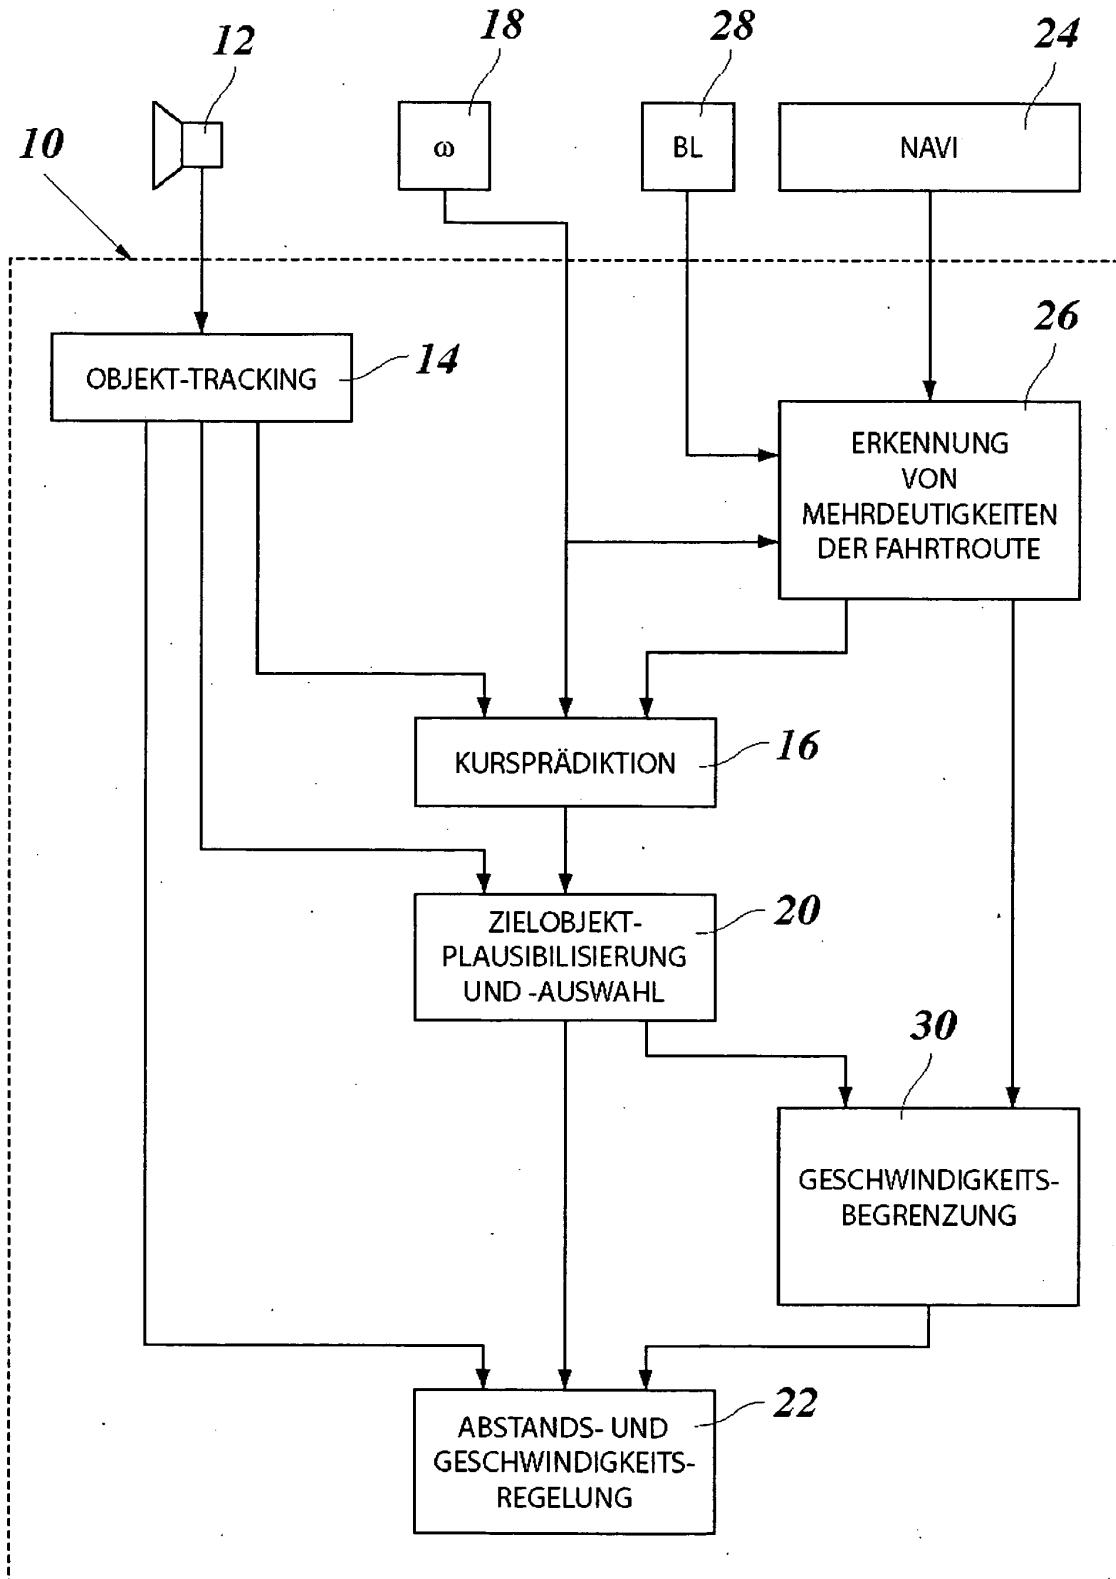 12
18
28
24
10
ω
BL
NAVI
26
OBJEKT-TRACKING
14
ERKENNUNG
VON
MEHRDEUTIGKEITEN
DER FAHRTROUTE
KURSPRÄDIKTION
16
ZIELOBJEKT-
PLAUSIBILISIERUNG
UND -AUSWAHL
20
30
GESCHWINDIGKEITS-
BEGRENZUNG
ABSTANDS- UND
GESCHWINDIGKEITS-
REGELUNG
22